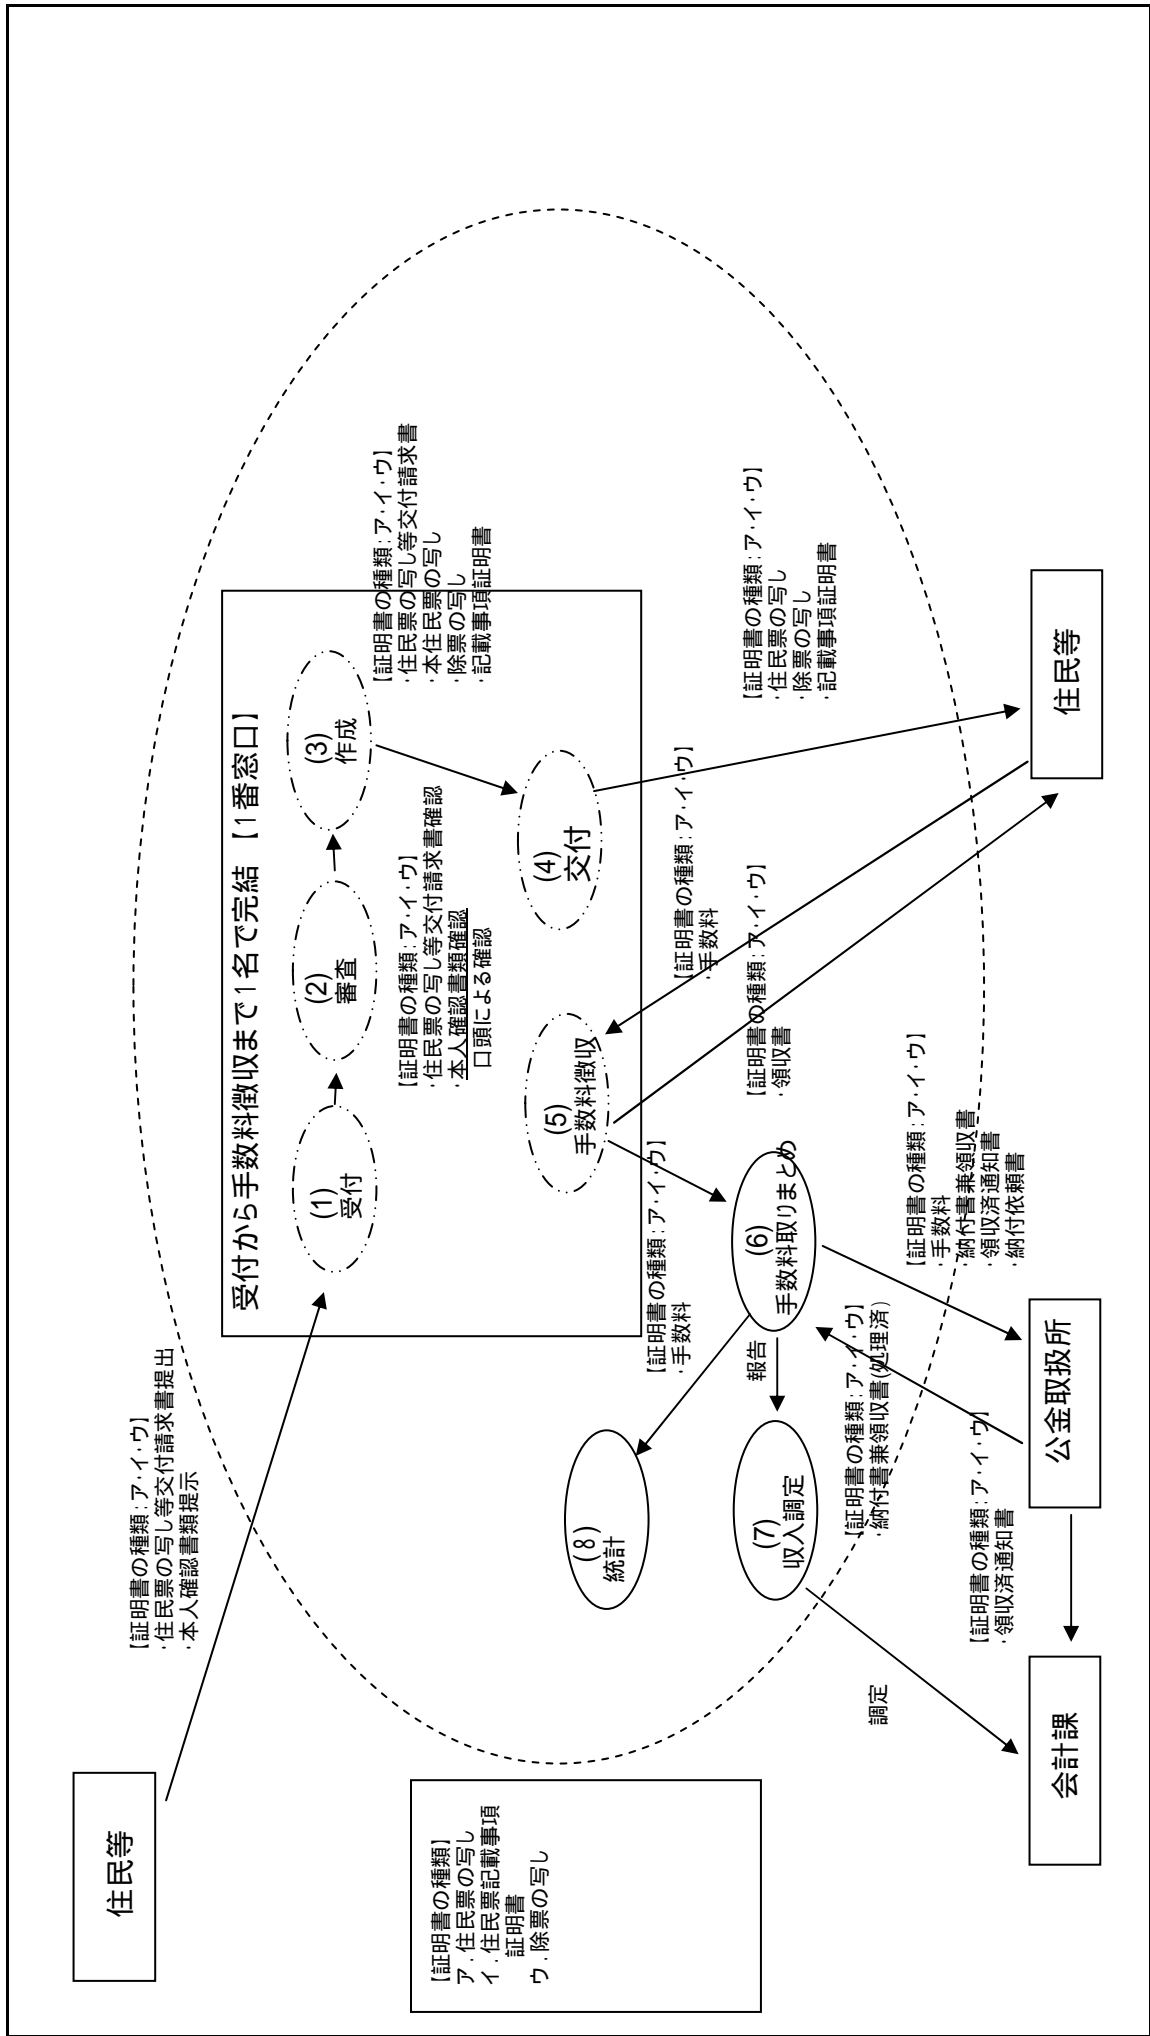 住民等
【証明書の種類：ア・イ・ウ】
・住民票の写し等交付請求書提出
・本人確認書類提示
受付から手数料徴収まで1名で完結 【1番窓口】
(1)
受付
(2)
審査
(3)
作成
【証明書の種類：ア・イ・ウ】
・住民票の写し等交付請求書
・本住民票の写し
・除票の写し
・記載事項証明書
【証明書の種類：ア・イ・ウ】
・住民票の写し等交付請求書確認
・本人確認書類確認
口頭による確認
(4)
交付
(5)
手数料徴収
【証明書の種類：ア・イ・ウ】
・住民票の写し
・除票の写し
・記載事項証明書
【証明書の種類：ア・イ・ウ】
・手数料
【証明書の種類：ア・イ・ウ】
・領収書
【証明書の種類：ア・イ・ウ】
・手数料
(6)
手数料取りまとめ
報告
(7)
収入調定
(8)
統計
【証明書の種類：ア・イ・ウ】
・手数料
・納付書兼領収書
・領収済通知書
・納付依頼書
【証明書の種類：ア・イ・ウ】
・納付書兼領収書(処理済)
【証明書の種類：ア・イ・ウ】
・領収済通知書
調定
【証明書の種類】
ア．住民票の写し
イ．住民票記載事項
証明書
ウ．除票の写し
会計課
公金取扱所
住民等